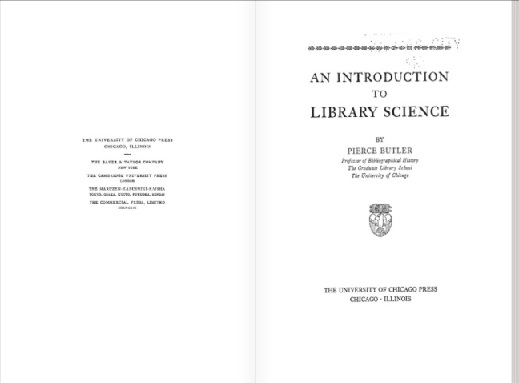 THE UNIVERSITY OF CHICAGO PRESS
CHICAGO, ILLINOIS
THE BAKER & TAYLOR COMPANY
NEW YORK
THE CAMBRIDGE UNIVERSITY PRESS
LONDON
THE MARUZEN-KABUSHIKI-KAISHA
TOKYO, OSAKA, KYOTO, FUKUOKA, SENDAI
THE COMMERCIAL PRESS, LIMITED
SHANGHAI
AN INTRODUCTION
TO
LIBRARY SCIENCE
BY
PIERCE BUTLER
Professor of Bibliographical History
The Graduate Library School
The University of Chicago
THE UNIVERSITY OF CHICAGO PRESS
CHICAGO · ILLINOIS